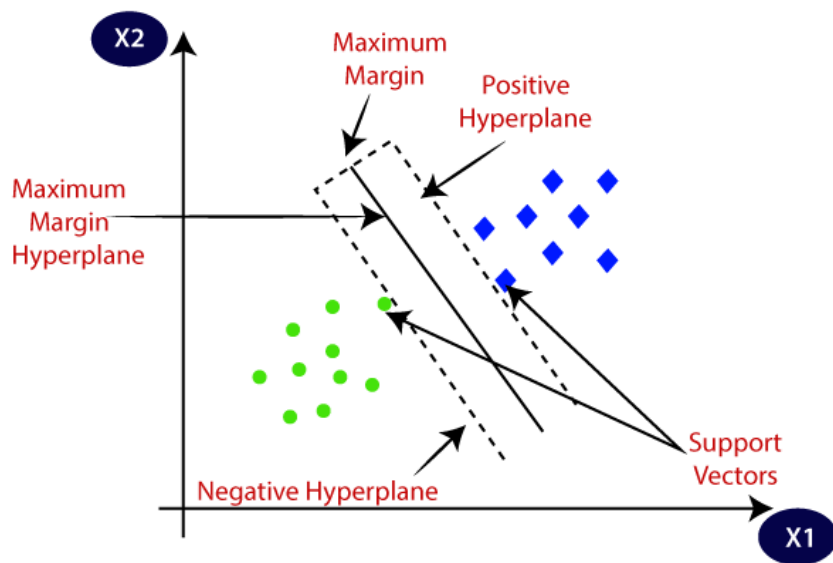 X2
Maximum
Margin
Positive
Hyperplane
Maximum
Margin
Hyperplane
Support
Vectors
Negative Hyperplane
X1